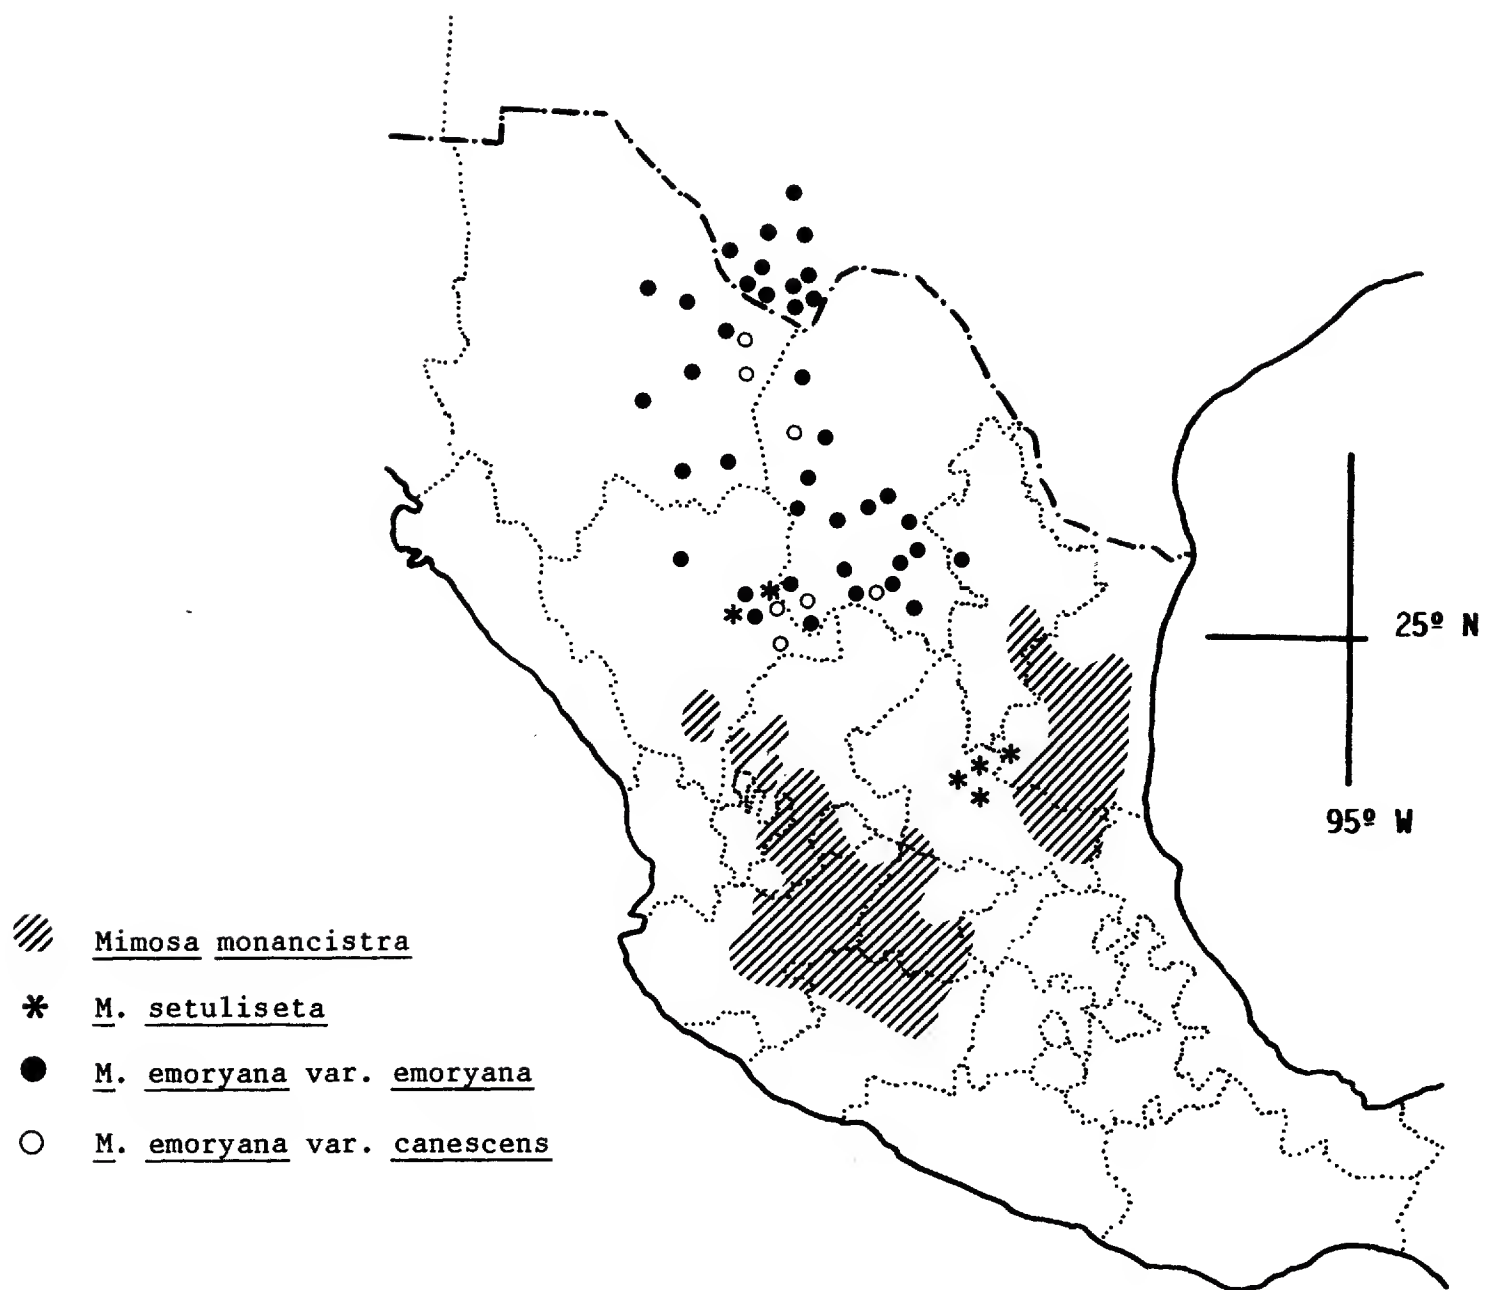 25º N
95º W
Mimosa monancistra
M. setuliseta
M. emoryana var. emoryana
M. emoryana var. canescens